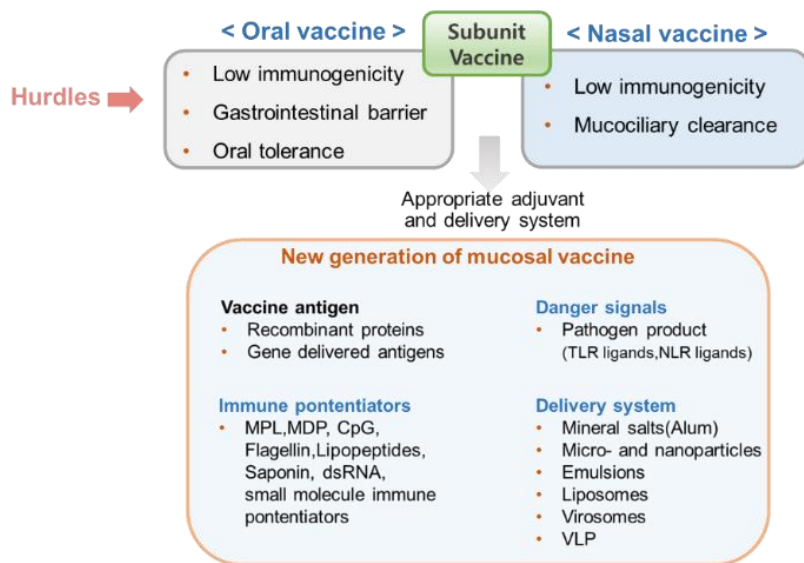 < Oral vaccine >
Subunit
Vaccine
< Nasal vaccine >
Hurdles
• Low immunogenicity
• Gastrointestinal barrier
• Oral tolerance
• Low immunogenicity
• Mucociliary clearance
Appropriate adjuvant
and delivery system
New generation of mucosal vaccine
Vaccine antigen
• Recombinant proteins
• Gene delivered antigens
Danger signals
• Pathogen product
(TLR ligands,NLR ligands)
Immune pontentiators
• MPL,MDP, CpG,
Flagellin,Lipopeptides,
Saponin, dsRNA,
small molecule immune
pontentiators
Delivery system
• Mineral salts(Alum)
• Micro- and nanoparticles
• Emulsions
• Liposomes
• Virosomes
• VLP